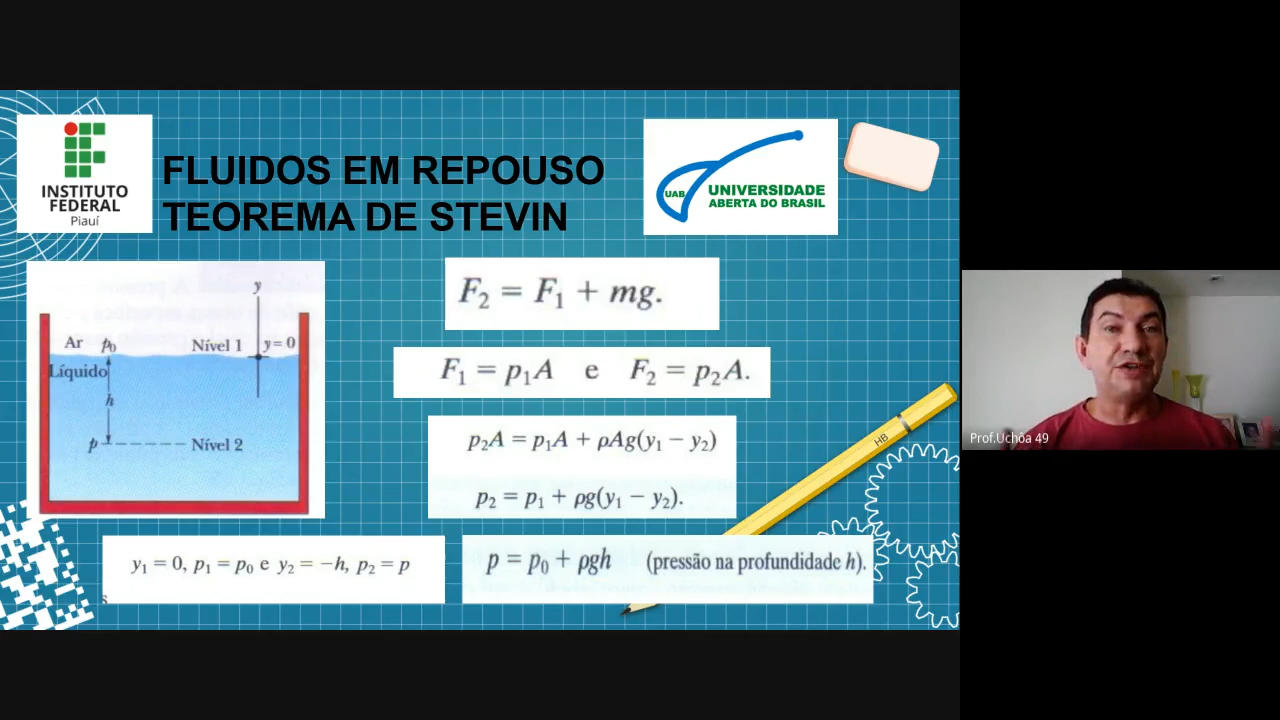 INSTITUTO
FEDERAL
Piauí
FLUIDOS EM REPOUSO
TEOREMA DE STEVIN
UAB
UNIVERSIDADE
ABERTA DO BRASIL
y
Ar p₀ Nível 1 y = 0
Líquido
h
p Nível 2
F₂ = F₁ + mg.
F₁ = p₁A e F₂ = p₂A.
p₂A = p₁A + ρAg(y₁ − y₂)
p₂ = p₁ + ρg(y₁ − y₂).
HB
y₁ = 0, p₁ = p₀ e y₂ = −h, p₂ = p
s
p = p₀ + ρgh (pressão na profundidade h).
Prof.Uchôa 49